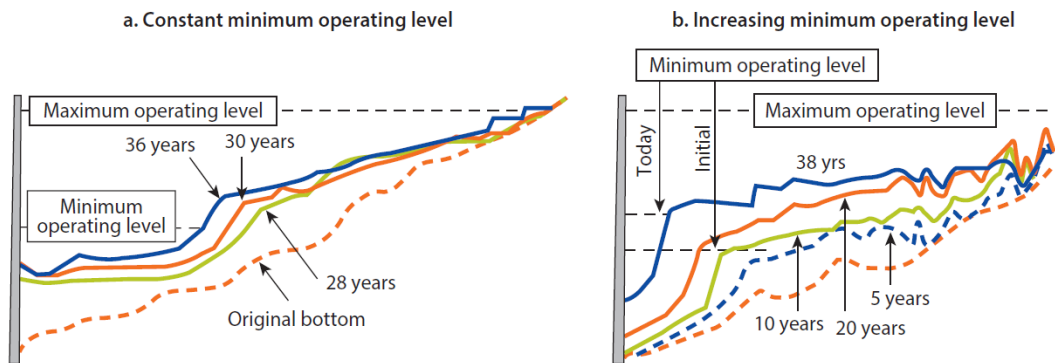 a. Constant minimum operating level
Maximum operating level
36 years
30 years
Minimum
operating level
28 years
Original bottom
b. Increasing minimum operating level
Minimum operating level
Maximum operating level
Today
Initial
38 yrs
5 years
10 years
20 years